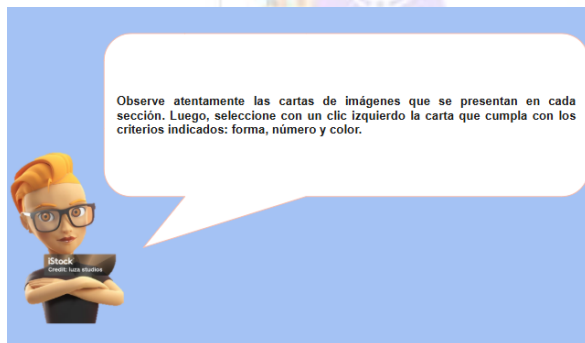 Observe atentamente las cartas de imágenes que se presentan en cada
sección. Luego, seleccione con un clic izquierdo la carta que cumpla con los
criterios indicados: forma, número y color.
iStock
Credit: luza studios